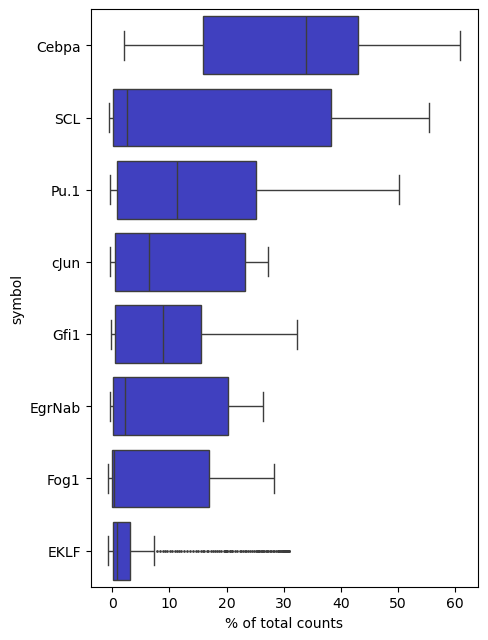 Cebpa
SCL
Pu.1
cJun
Gfi1
EgrNab
Fog1
EKLF
symbol
0 10 20 30 40 50 60
% of total counts